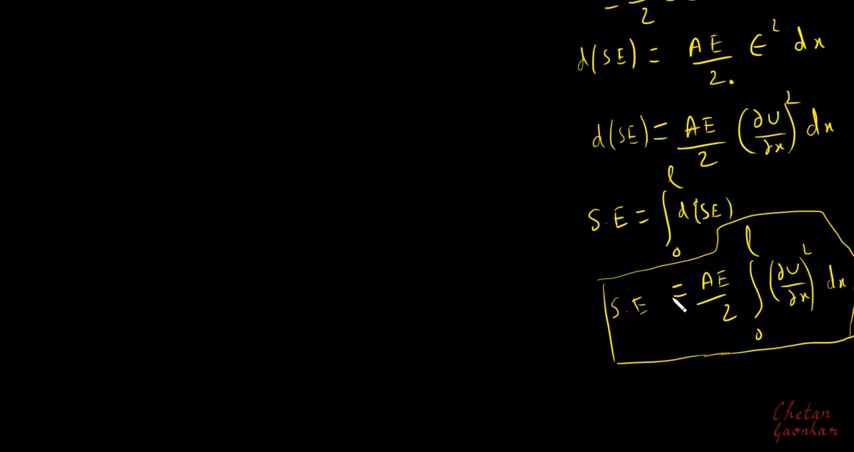 2
d(SE) = AE/2. ϵ² dx
d(SE) = AE/2 (∂U/∂x)² dx
S.E = ∫₀ˡ d(SE)
S.E = AE/2 ∫₀ˡ (∂U/∂x)² dx
Chetan
Gaonkar